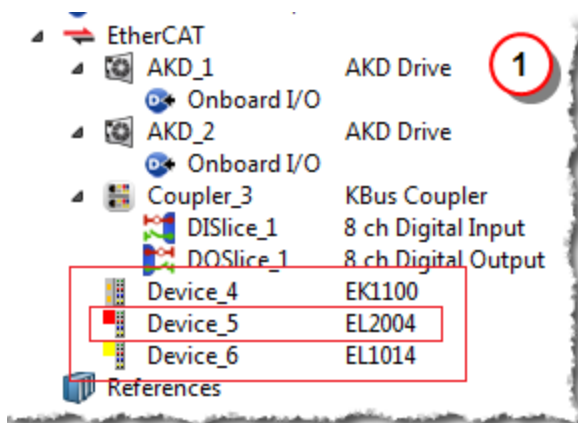 EtherCAT
AKD_1 AKD Drive 1
Onboard I/O
AKD_2 AKD Drive
Onboard I/O
Coupler_3 KBus Coupler
DISlice_1 8 ch Digital Input
DOSlice_1 8 ch Digital Output
Device_4 EK1100
Device_5 EL2004
Device_6 EL1014
References